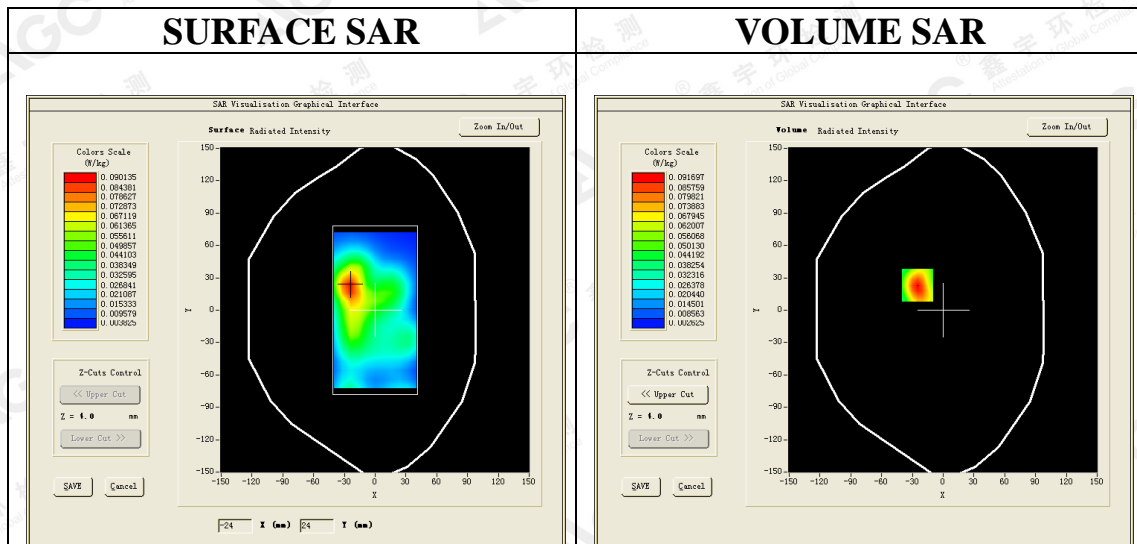 SURFACE SAR
VOLUME SAR
SAR Visualisation Graphical Interface
Surface Radiated Intensity
Zoom In/Out
Colors Scale
(W/kg)
0.090135
0.084381
0.078627
0.072873
0.067119
0.061365
0.055611
0.049857
0.044103
0.038349
0.032595
0.026841
0.021087
0.015333
0.009579
0.003825
150
120
90
60
30
0
-30
-60
-90
-120
-150
Y
-150 -120 -90 -60 -30 0 30 60 90 120 150
X
Z-Cuts Control
<< Upper Cut
Z = 4.0 mm
Lower Cut >>
SAVE Cancel
-24 X (mm) 24 Y (mm)
SAR Visualisation Graphical Interface
Volume Radiated Intensity
Zoom In/Out
Colors Scale
(W/kg)
0.091697
0.085759
0.079821
0.073883
0.067945
0.062007
0.056068
0.050130
0.044192
0.038254
0.032316
0.026378
0.020440
0.014501
0.008563
0.002625
150
120
90
60
30
0
-30
-60
-90
-120
-150
Y
-150 -120 -90 -60 -30 0 30 60 90 120 150
X
Z-Cuts Control
<< Upper Cut
Z = 4.0 mm
Lower Cut >>
SAVE Cancel